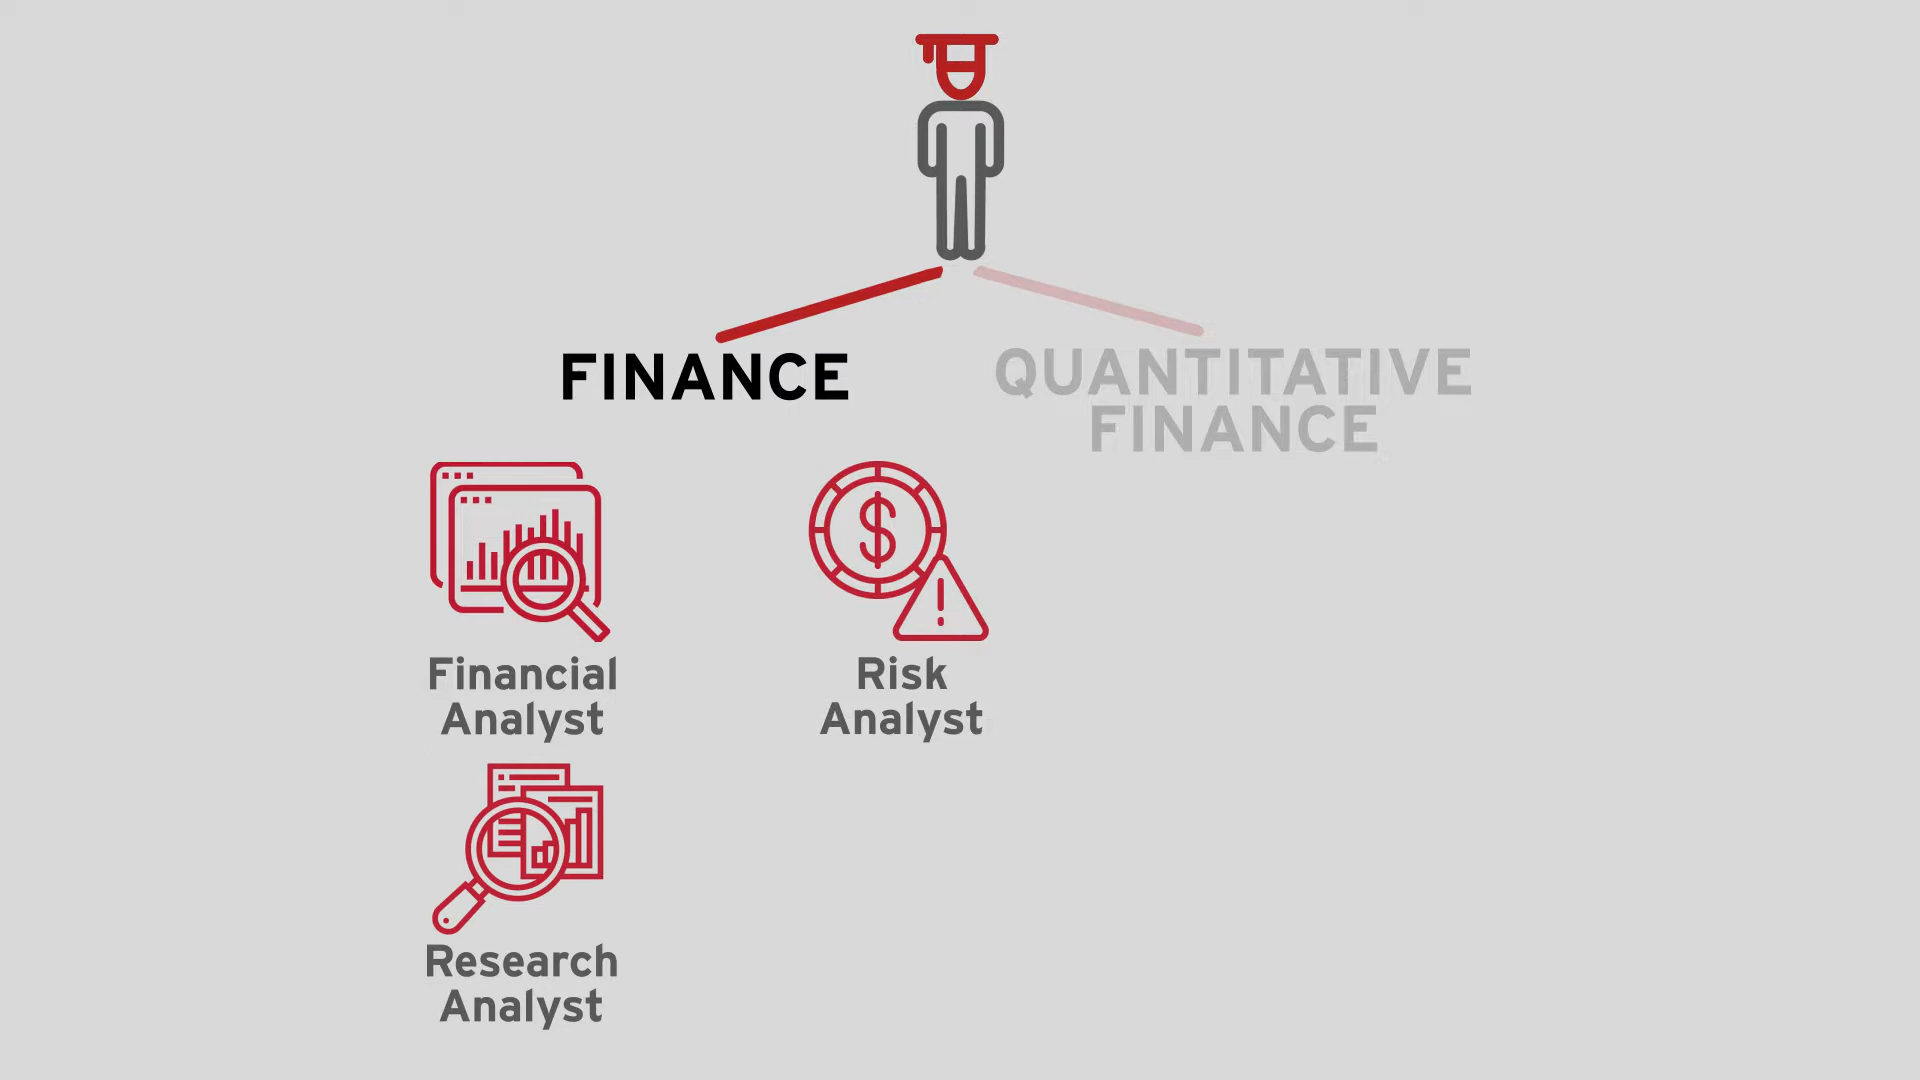 FINANCE
QUANTITATIVE
FINANCE
$
Financial
Analyst
Risk
Analyst
Research
Analyst